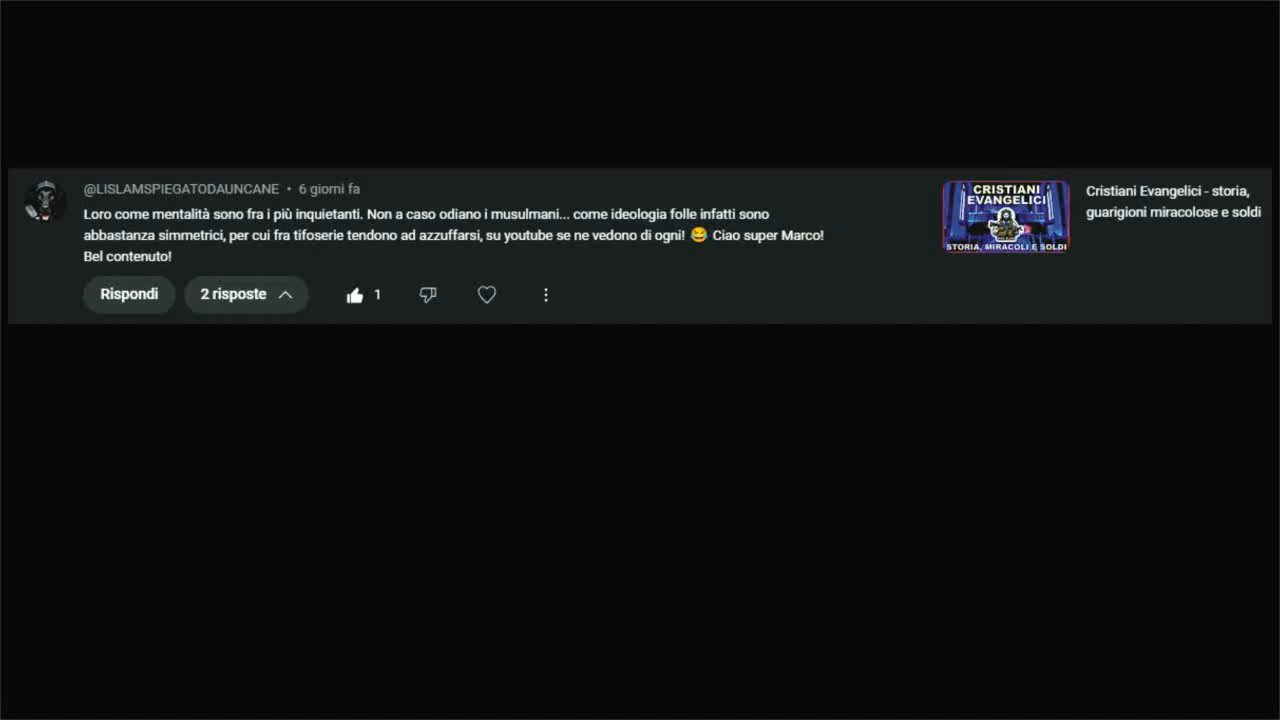 @LISLAMSPIEGATODAUNCANE • 6 giorni fa
Loro come mentalità sono fra i più inquietanti. Non a caso odiano i musulmani... come ideologia folle infatti sono
abbastanza simmetrici, per cui fra tifoserie tendono ad azzuffarsi, su youtube se ne vedono di ogni! 😂 Ciao super Marco!
Bel contenuto!
Rispondi
2 risposte
1
CRISTIANI
EVANGELICI
STORIA, MIRACOLI E SOLDI
Cristiani Evangelici - storia,
guarigioni miracolose e soldi